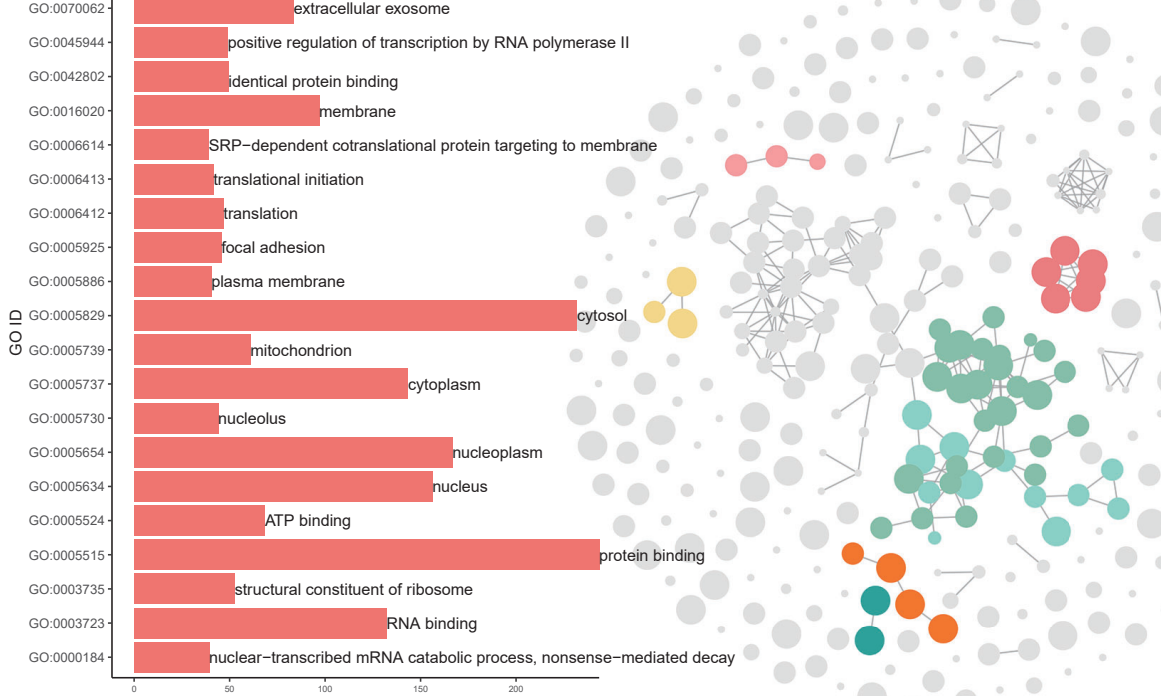 GO:0070062 extracellular exosome
GO:0045944 positive regulation of transcription by RNA polymerase II
GO:0042802 identical protein binding
GO:0016020 membrane
GO:0006614 SRP−dependent cotranslational protein targeting to membrane
GO:0006413 translational initiation
GO:0006412 translation
GO:0005925 focal adhesion
GO:0005886 plasma membrane
GO:0005829 cytosol
GO ID
GO:0005739 mitochondrion
GO:0005737 cytoplasm
GO:0005730 nucleolus
GO:0005654 nucleoplasm
GO:0005634 nucleus
GO:0005524 ATP binding
GO:0005515 protein binding
GO:0003735 structural constituent of ribosome
GO:0003723 RNA binding
GO:0000184 nuclear−transcribed mRNA catabolic process, nonsense−mediated decay
0 50 100 150 200